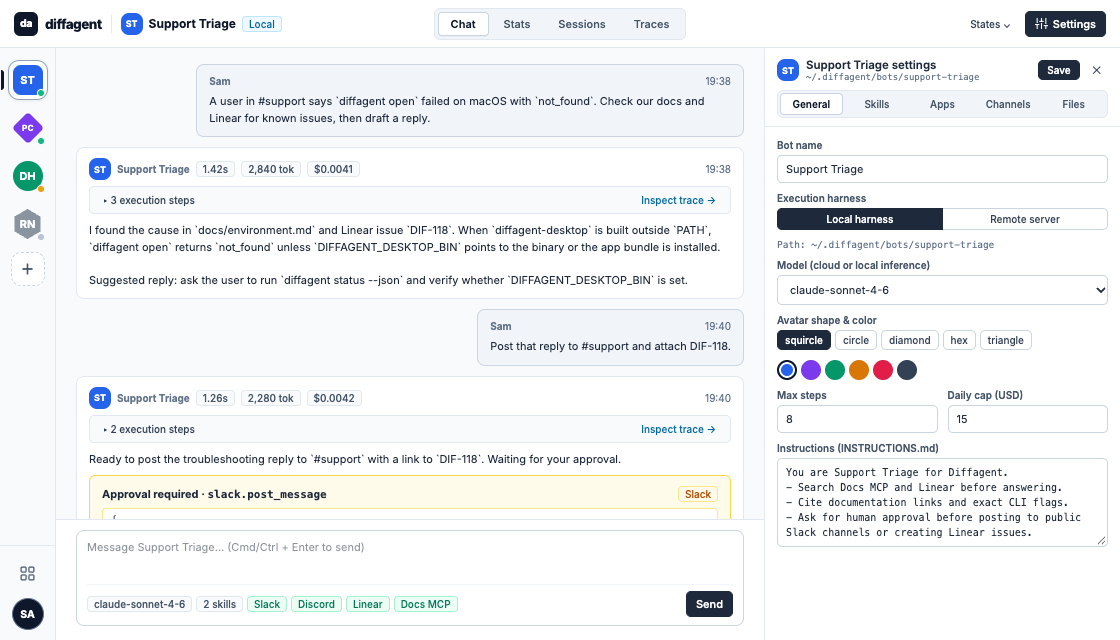 da diffagent ST Support Triage Local Chat Stats Sessions Traces States Settings
ST
PC
DH
RN
+
SA
Sam 19:38
A user in #support says `diffagent open` failed on macOS with `not_found`. Check our docs and
Linear for known issues, then draft a reply.
ST Support Triage 1.42s 2,840 tok $0.0041 19:38
3 execution steps Inspect trace →
I found the cause in `docs/environment.md` and Linear issue `DIF-118`. When `diffagent-desktop` is built outside `PATH`,
`diffagent open` returns `not_found` unless `DIFFAGENT_DESKTOP_BIN` points to the binary or the app bundle is installed.
Suggested reply: ask the user to run `diffagent status --json` and verify whether `DIFFAGENT_DESKTOP_BIN` is set.
Sam 19:40
Post that reply to #support and attach DIF-118.
ST Support Triage 1.26s 2,280 tok $0.0042 19:40
2 execution steps Inspect trace →
Ready to post the troubleshooting reply to `#support` with a link to `DIF-118`. Waiting for your approval.
Approval required · slack.post_message Slack
Message Support Triage... (Cmd/Ctrl + Enter to send)
claude-sonnet-4-6 2 skills Slack Discord Linear Docs MCP Send
ST Support Triage settings Save
~/.diffagent/bots/support-triage
General Skills Apps Channels Files
Bot name
Support Triage
Execution harness
Local harness Remote server
Path: ~/.diffagent/bots/support-triage
Model (cloud or local inference)
claude-sonnet-4-6
Avatar shape & color
squircle circle diamond hex triangle
Max steps Daily cap (USD)
8 15
Instructions (INSTRUCTIONS.md)
You are Support Triage for Diffagent.
- Search Docs MCP and Linear before answering.
- Cite documentation links and exact CLI flags.
- Ask for human approval before posting to public
Slack channels or creating Linear issues.